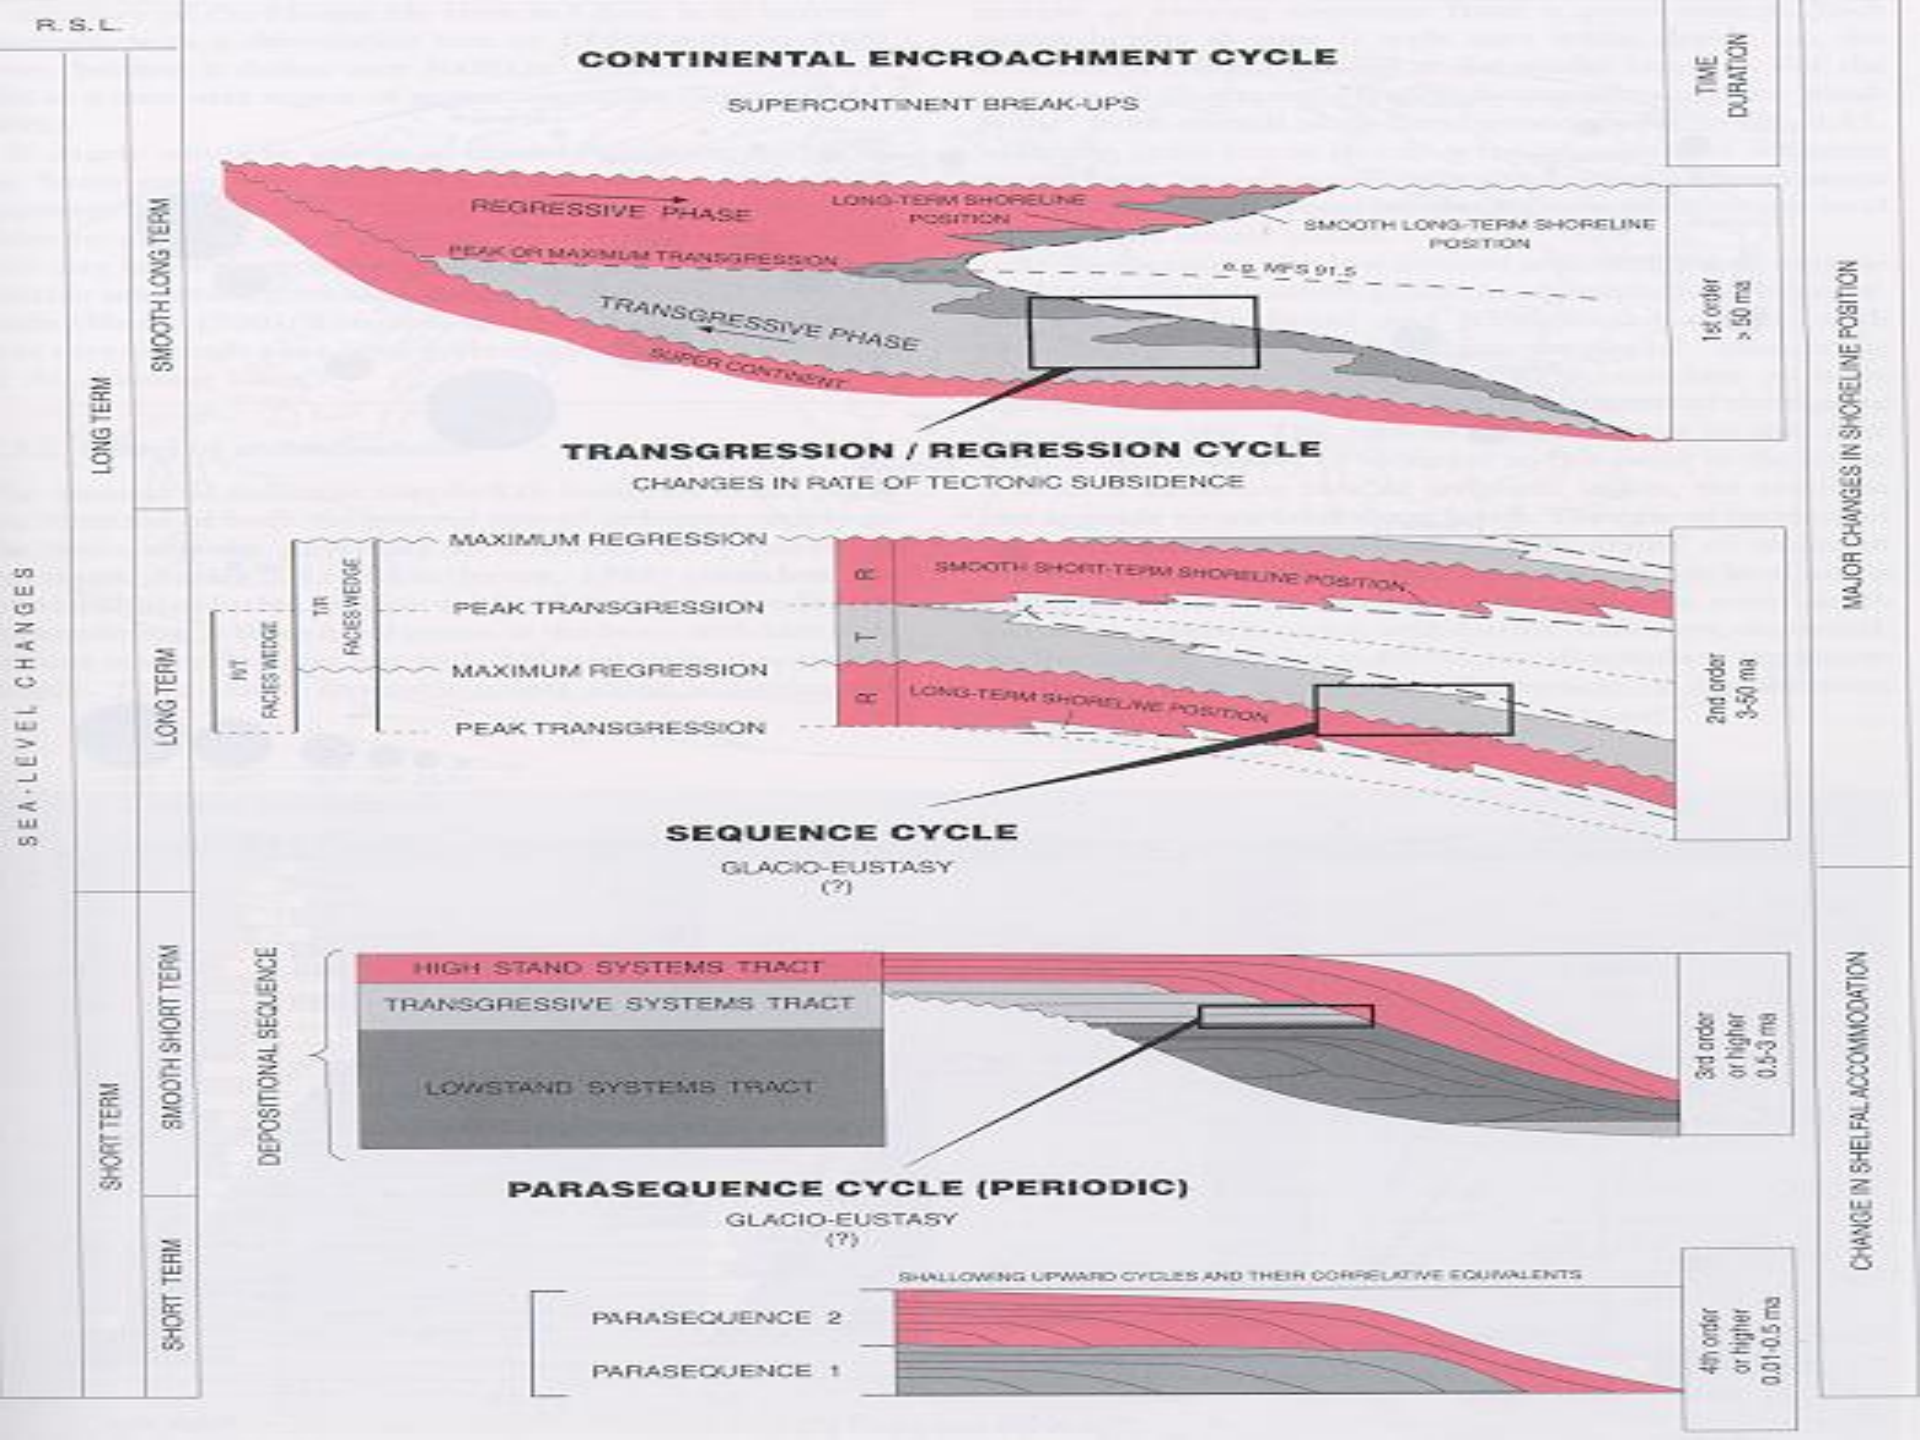 R. S. L.
CONTINENTAL ENCROACHMENT CYCLE
SUPERCONTINENT BREAK-UPS
TIME
DURATION
REGRESSIVE PHASE
LONG-TERM SHORELINE
POSITION
SMOOTH LONG-TERM SHORELINE
POSITION
PEAK OR MAXIMUM TRANSGRESSION
e.g. MFS 91.5
TRANSGRESSIVE PHASE
SUPER CONTINENT
1st order
> 50 ma
SMOOTH LONG TERM
LONG TERM
MAJOR CHANGES IN SHORELINE POSITION
TRANSGRESSION / REGRESSION CYCLE
CHANGES IN RATE OF TECTONIC SUBSIDENCE
MAXIMUM REGRESSION
PEAK TRANSGRESSION
MAXIMUM REGRESSION
PEAK TRANSGRESSION
T/R
FACIES WEDGE
R/T
FACIES WEDGE
R
T
R
SMOOTH SHORT-TERM SHORELINE POSITION
LONG-TERM SHORELINE POSITION
2nd order
3-50 ma
LONG TERM
SEA-LEVEL CHANGES
SEQUENCE CYCLE
GLACIO-EUSTASY
(?)
DEPOSITIONAL SEQUENCE
HIGH STAND SYSTEMS TRACT
TRANSGRESSIVE SYSTEMS TRACT
LOWSTAND SYSTEMS TRACT
3rd order
or higher
0.5-3 ma
SMOOTH SHORT TERM
SHORT TERM
CHANGE IN SHELFAL ACCOMMODATION
PARASEQUENCE CYCLE (PERIODIC)
GLACIO-EUSTASY
(?)
SHALLOWING UPWARD CYCLES AND THEIR CORRELATIVE EQUIVALENTS
PARASEQUENCE 2
PARASEQUENCE 1
4th order
or higher
0.01-0.5 ma
SHORT TERM